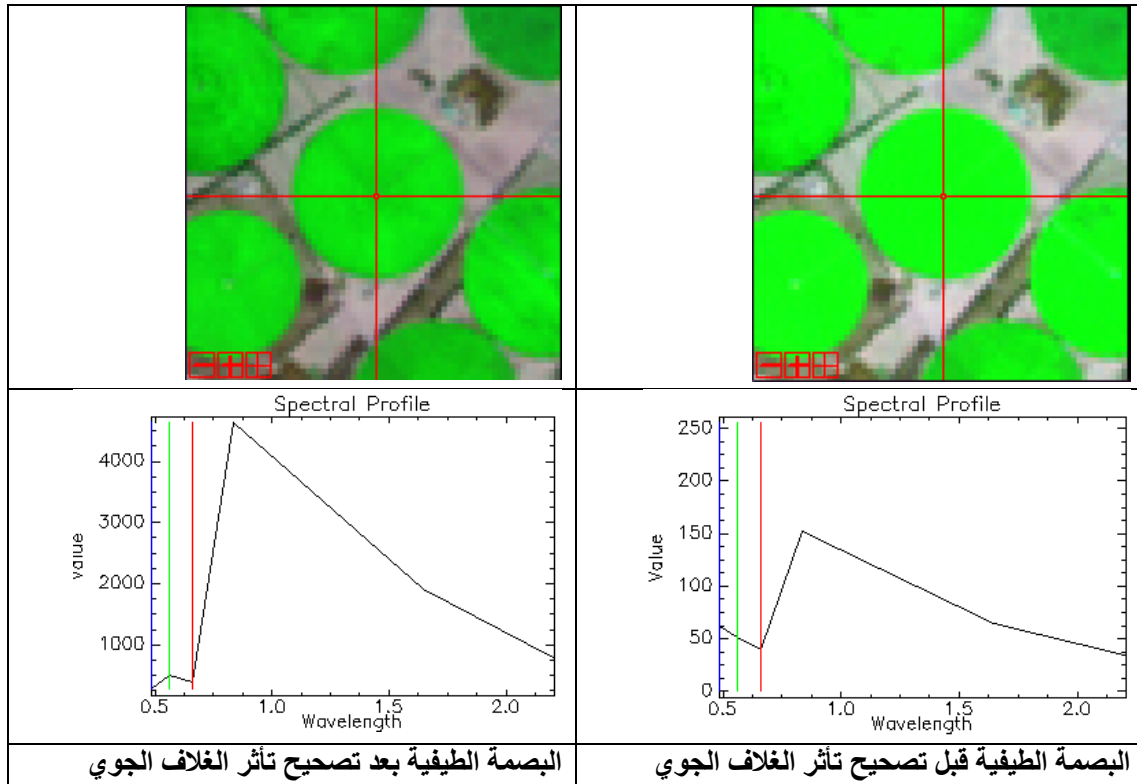 Spectral Profile
250
200
150
100
50
0
Value
0.5
1.0
1.5
2.0
Wavelength
Spectral Profile
4000
3000
2000
1000
value
0.5
1.0
1.5
2.0
Wavelength
البصمة الطيفية قبل تصحيح تأثر الغلاف الجوي
البصمة الطيفية بعد تصحيح تأثر الغلاف الجوي